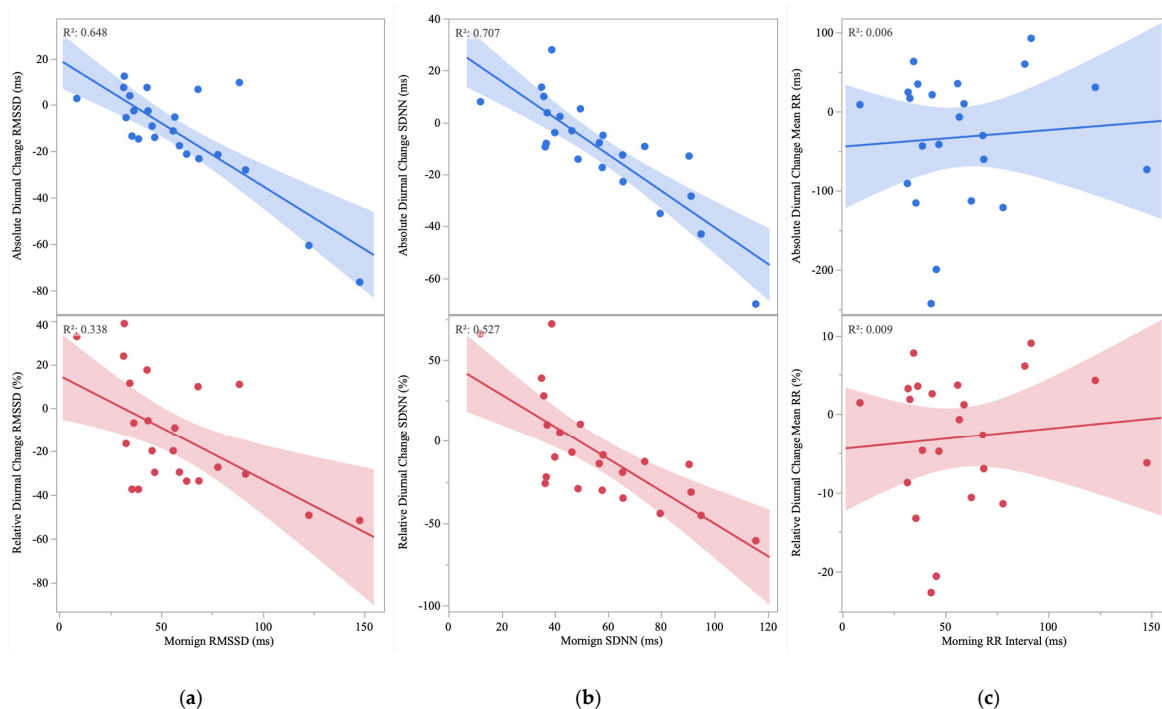 R²: 0.648
Absolute Diurnal Change RMSSD (ms)
20
0
-20
-40
-60
-80
R²: 0.338
Relative Diurnal Change RMSSD (%)
40
20
0
-20
-40
-60
-80
0
50
100
150
Mornign RMSSD (ms)
(a)
R²: 0.707
Absolute Diurnal Change SDNN (ms)
40
20
0
-20
-40
-60
R²: 0.527
Relative Diurnal Change SDNN (%)
50
0
-50
-100
0
20
40
60
80
100
120
Mornign SDNN (ms)
(b)
R²: 0.006
Absolute Diurnal Change Mean RR (ms)
100
0
-100
-200
R²: 0.009
Relative Diurnal Change Mean RR (%)
10
0
-10
-20
0
50
100
150
Morning RR Interval (ms)
(c)